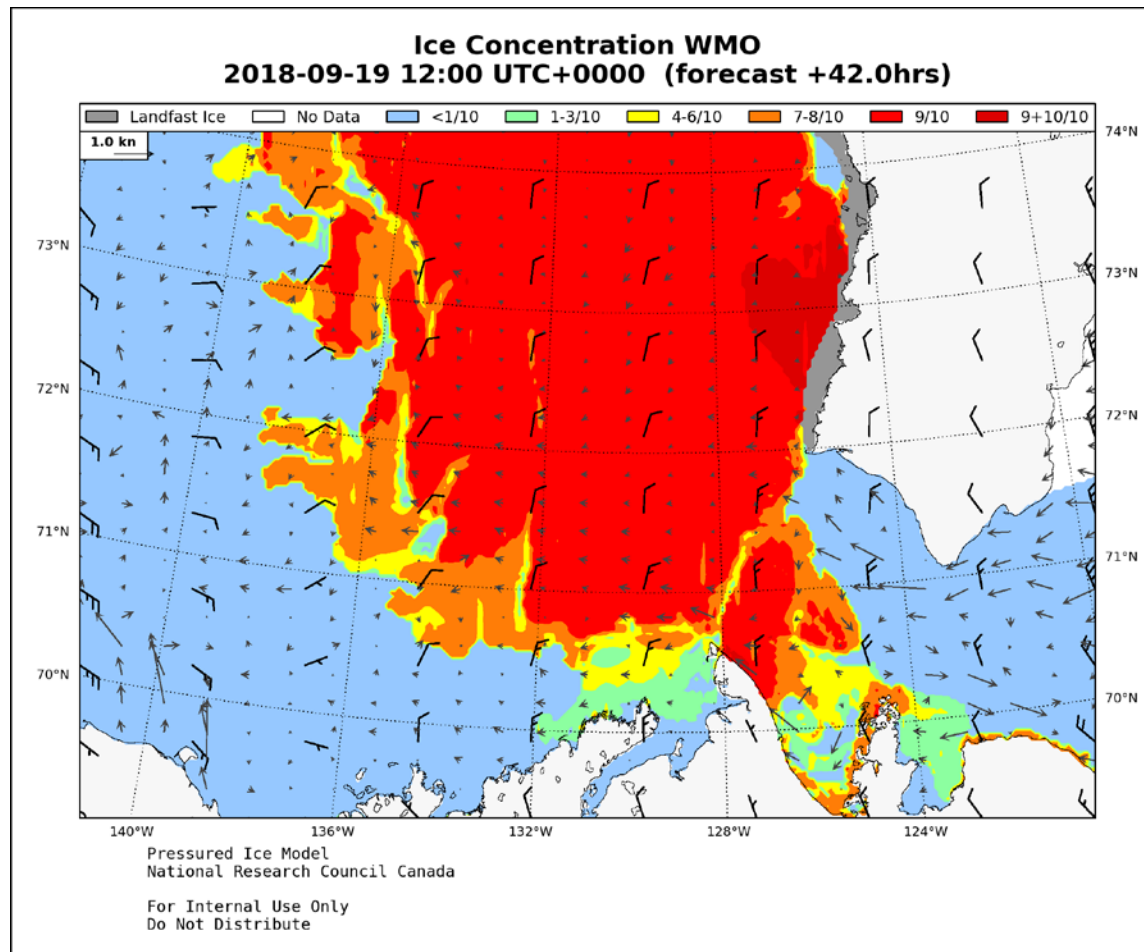 Ice Concentration WMO
2018-09-19 12:00 UTC+0000 (forecast +42.0hrs)
Landfast Ice No Data <1/10 1-3/10 4-6/10 7-8/10 9/10 9+10/10
1.0 kn
74°N
73°N 73°N
72°N 72°N
71°N 71°N
70°N 70°N
140°W 136°W 132°W 128°W 124°W
Pressured Ice Model
National Research Council Canada
For Internal Use Only
Do Not Distribute